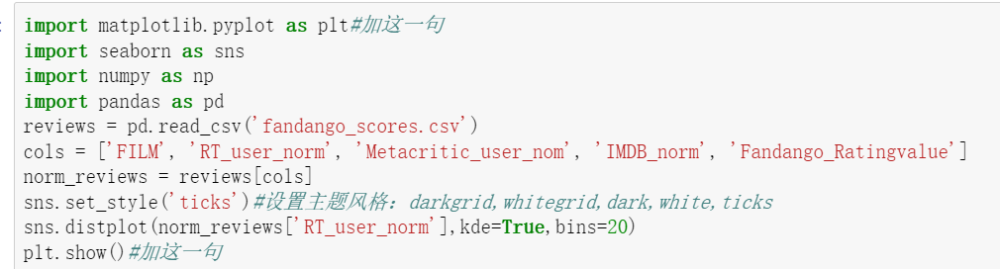 import matplotlib.pyplot as plt#加这一句
import seaborn as sns
import numpy as np
import pandas as pd
reviews = pd.read_csv('fandango_scores.csv')
cols = ['FILM', 'RT_user_norm', 'Metacritic_user_nom', 'IMDB_norm', 'Fandango_Ratingvalue']
norm_reviews = reviews[cols]
sns.set_style('ticks')#设置主题风格：darkgrid,whitegrid,dark,white,ticks
sns.distplot(norm_reviews['RT_user_norm'],kde=True,bins=20)
plt.show()#加这一句